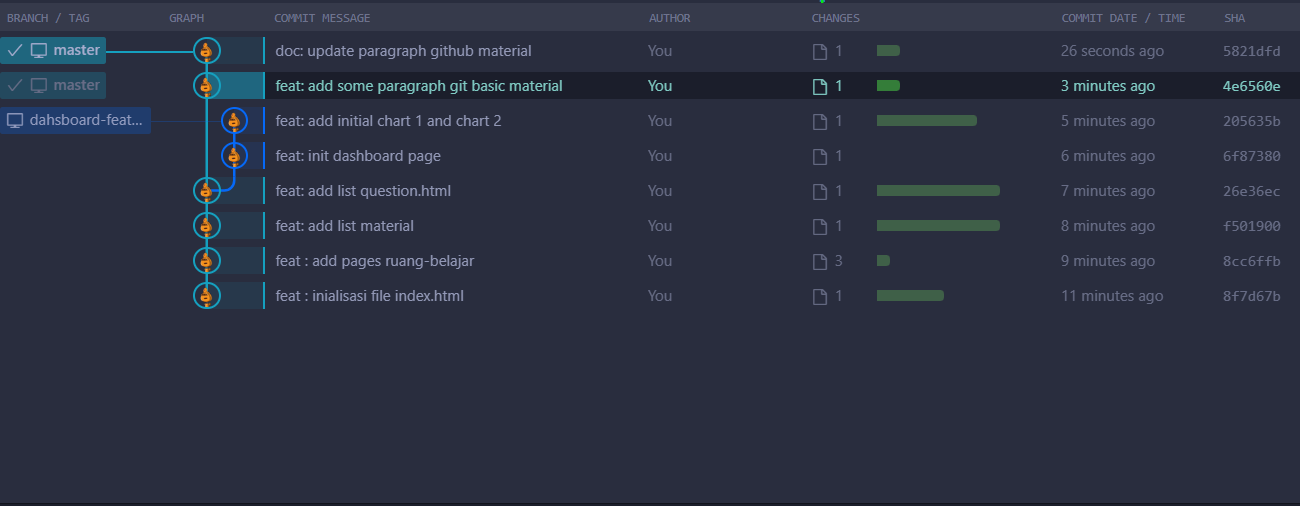 BRANCH / TAG GRAPH COMMIT MESSAGE AUTHOR CHANGES COMMIT DATE / TIME SHA
master doc: update paragraph github material You 1 26 seconds ago 5821dfd
master feat: add some paragraph git basic material You 1 3 minutes ago 4e6560e
dahsboard-feat... feat: add initial chart 1 and chart 2 You 1 5 minutes ago 205635b
feat: init dashboard page You 1 6 minutes ago 6f87380
feat: add list question.html You 1 7 minutes ago 26e36ec
feat: add list material You 1 8 minutes ago f501900
feat : add pages ruang-belajar You 3 9 minutes ago 8cc6ffb
feat : inialisasi file index.html You 1 11 minutes ago 8f7d67b